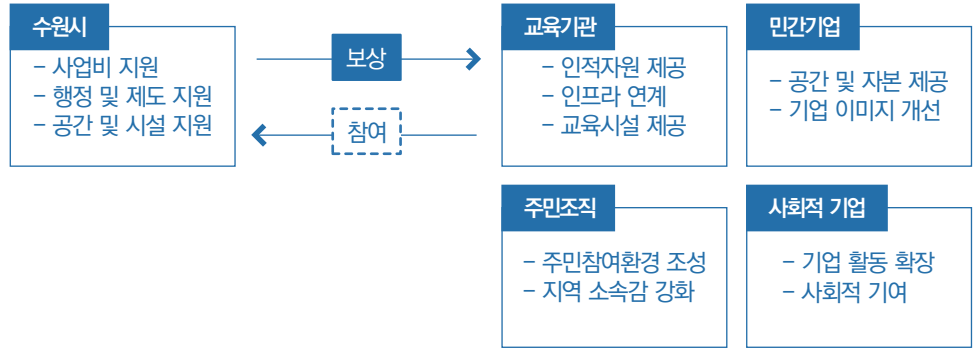 수원시
- 사업비 지원
- 행정 및 제도 지원
- 공간 및 시설 지원
보상
참여
교육기관
- 인적자원 제공
- 인프라 연계
- 교육시설 제공
민간기업
- 공간 및 자본 제공
- 기업 이미지 개선
주민조직
- 주민참여환경 조성
- 지역 소속감 강화
사회적 기업
- 기업 활동 확장
- 사회적 기여